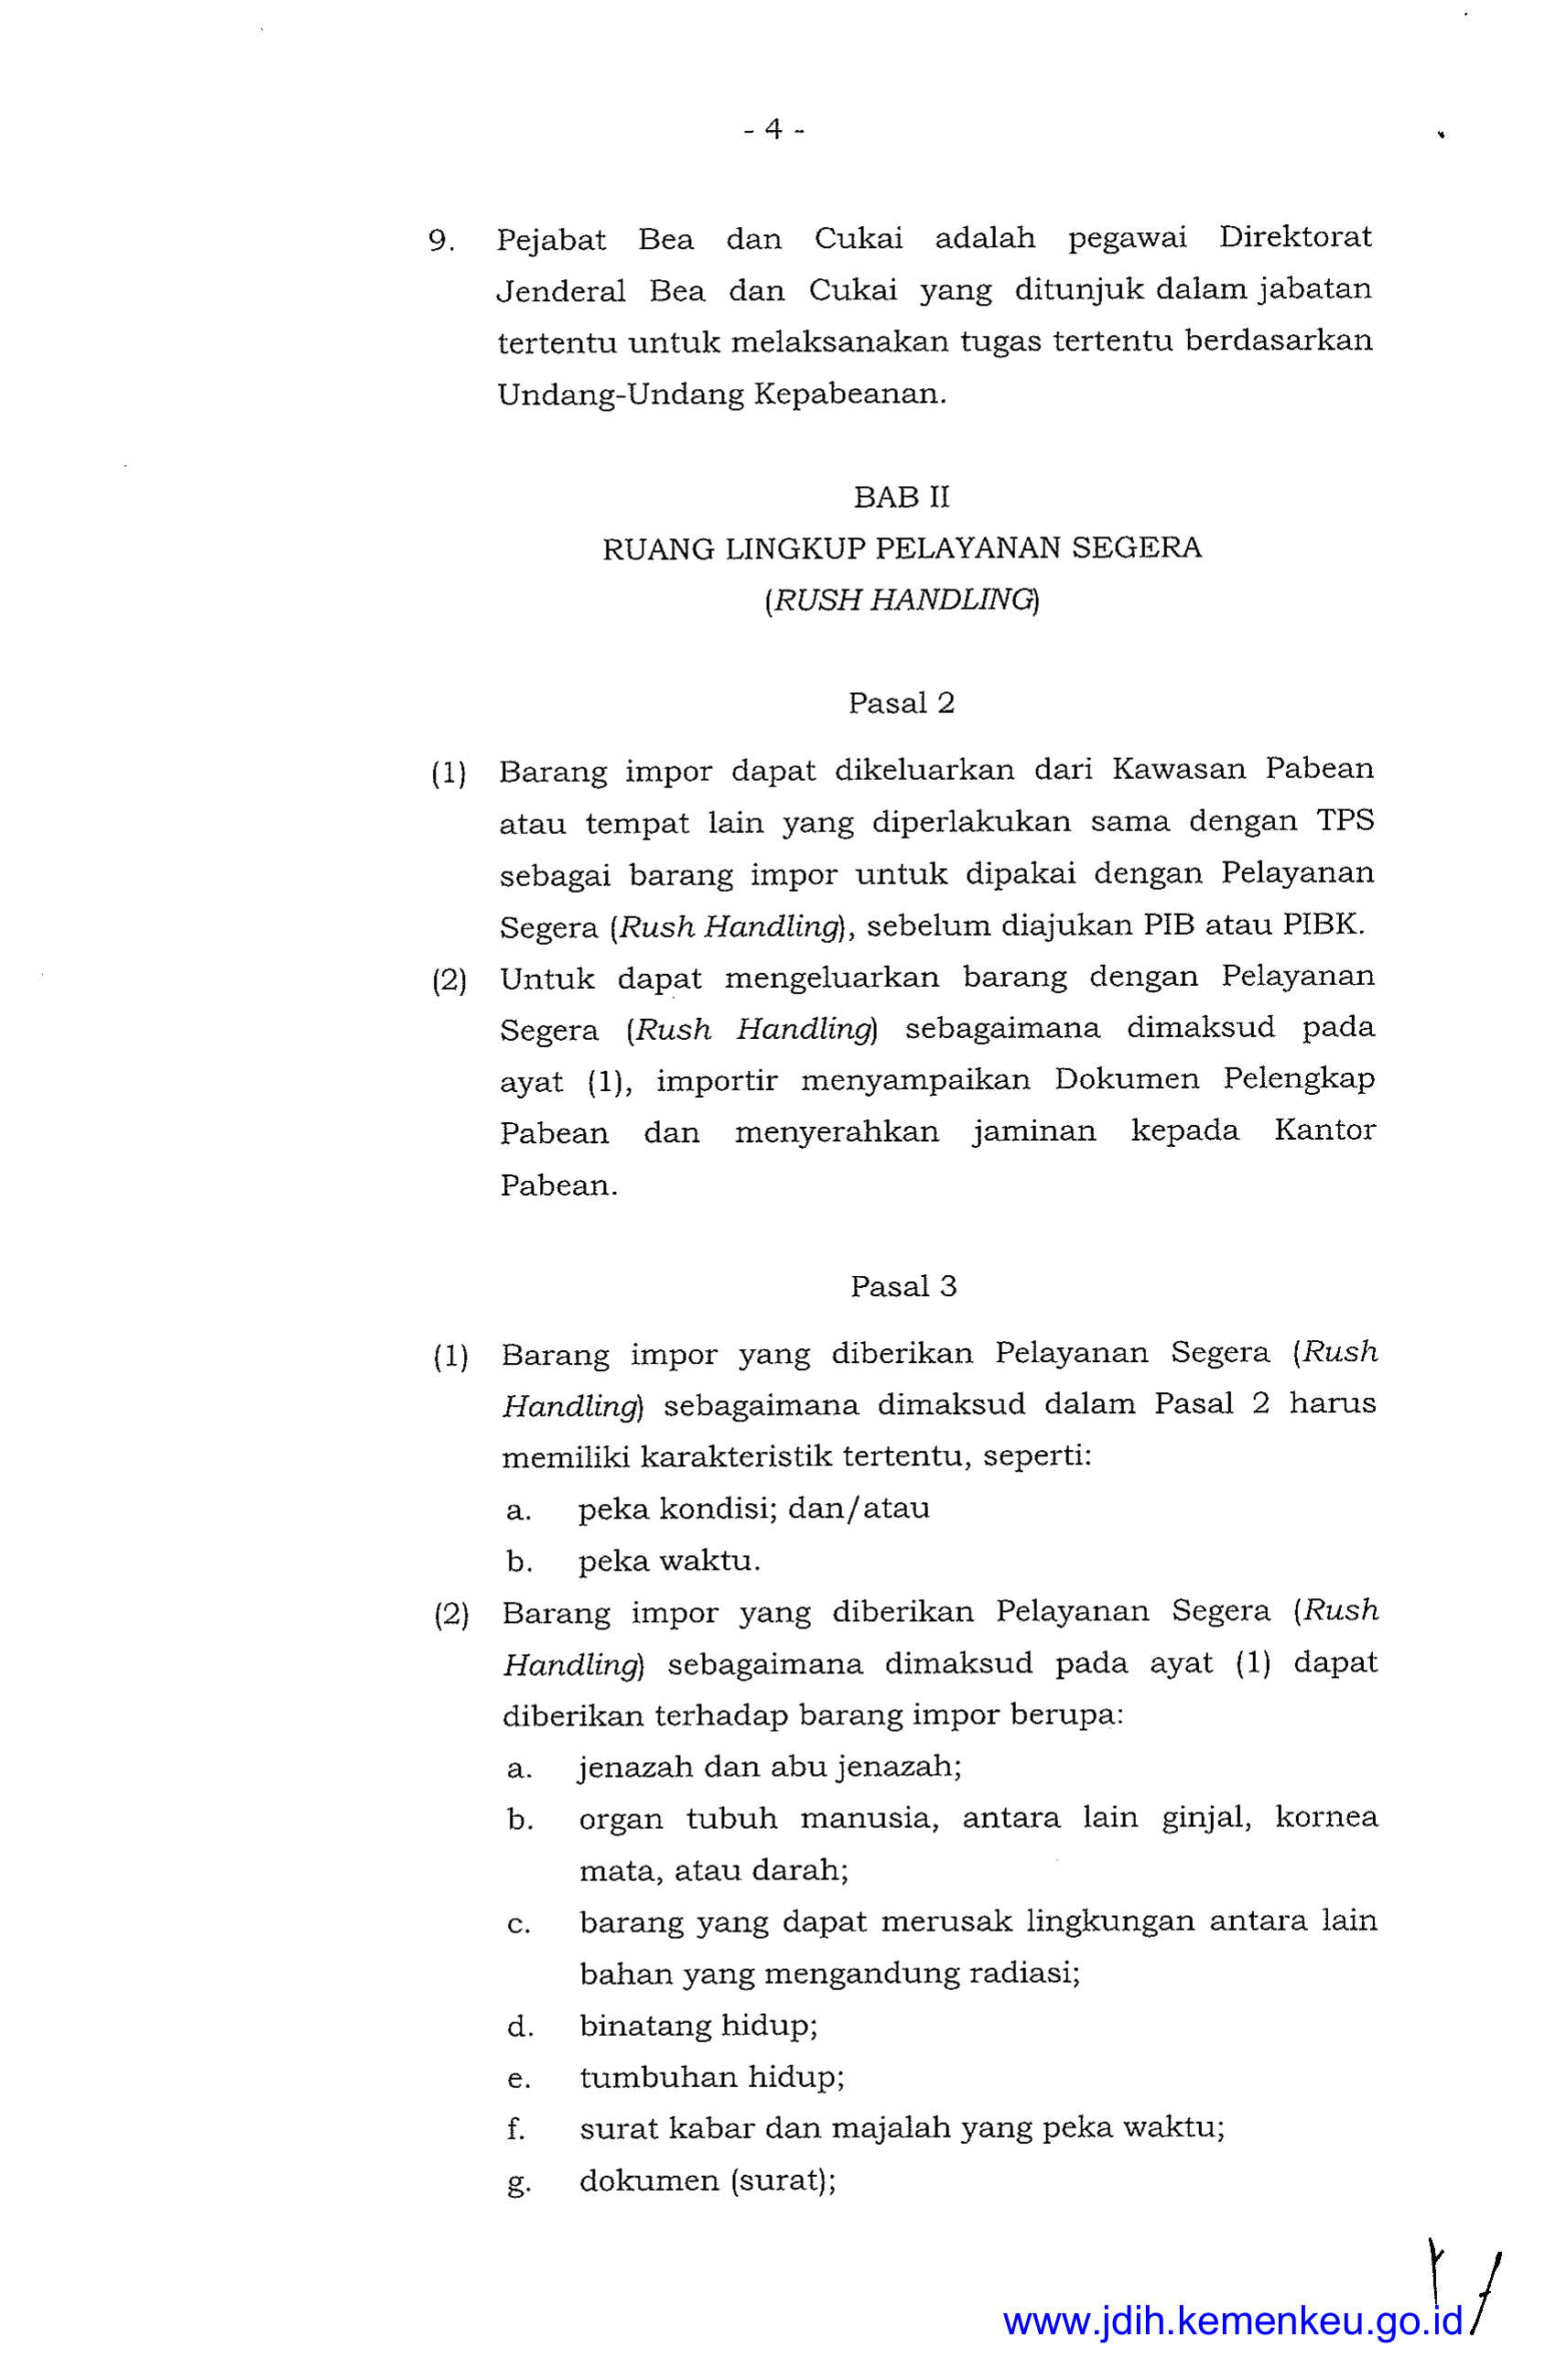 - 4 -
9. Pejabat Bea dan Cukai adalah pegawai Direktorat
Jenderal Bea dan Cukai yang ditunjuk dalam jabatan
tertentu untuk melaksanakan tugas tertentu berdasarkan
Undang-Undang Kepabeanan.
BAB II
RUANG LINGKUP PELAYANAN SEGERA
(RUSH HANDLING)
Pasal 2
(1) Barang impor dapat dikeluarkan dari Kawasan Pabean
atau tempat lain yang diperlakukan sama dengan TPS
sebagai barang impor untuk dipakai dengan Pelayanan
Segera (Rush Handling), sebelum diajukan PIB atau PIBK.
(2) Untuk dapat mengeluarkan barang dengan Pelayanan
Segera (Rush Handling) sebagaimana dimaksud pada
ayat (1), importir menyampaikan Dokumen Pelengkap
Pabean dan menyerahkan jaminan kepada Kantor
Pabean.
Pasal 3
(1) Barang impor yang diberikan Pelayanan Segera (Rush
Handling) sebagaimana dimaksud dalam Pasal 2 harus
memiliki karakteristik tertentu, seperti:
a. peka kondisi; dan/atau
b. peka waktu.
(2) Barang impor yang diberikan Pelayanan Segera (Rush
Handling) sebagaimana dimaksud pada ayat (1) dapat
diberikan terhadap barang impor berupa:
a. jenazah dan abu jenazah;
b. organ tubuh manusia, antara lain ginjal, kornea
mata, atau darah;
c. barang yang dapat merusak lingkungan antara lain
bahan yang mengandung radiasi;
d. binatang hidup;
e. tumbuhan hidup;
f. surat kabar dan majalah yang peka waktu;
g. dokumen (surat);
www.jdih.kemenkeu.go.id